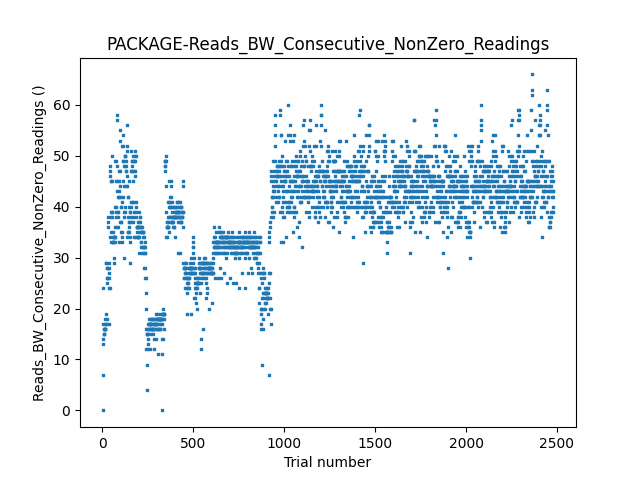 PACKAGE-Reads_BW_Consecutive_NonZero_Readings
Reads_BW_Consecutive_NonZero_Readings ()
60
50
40
30
20
10
0
0 500 1000 1500 2000 2500
Trial number